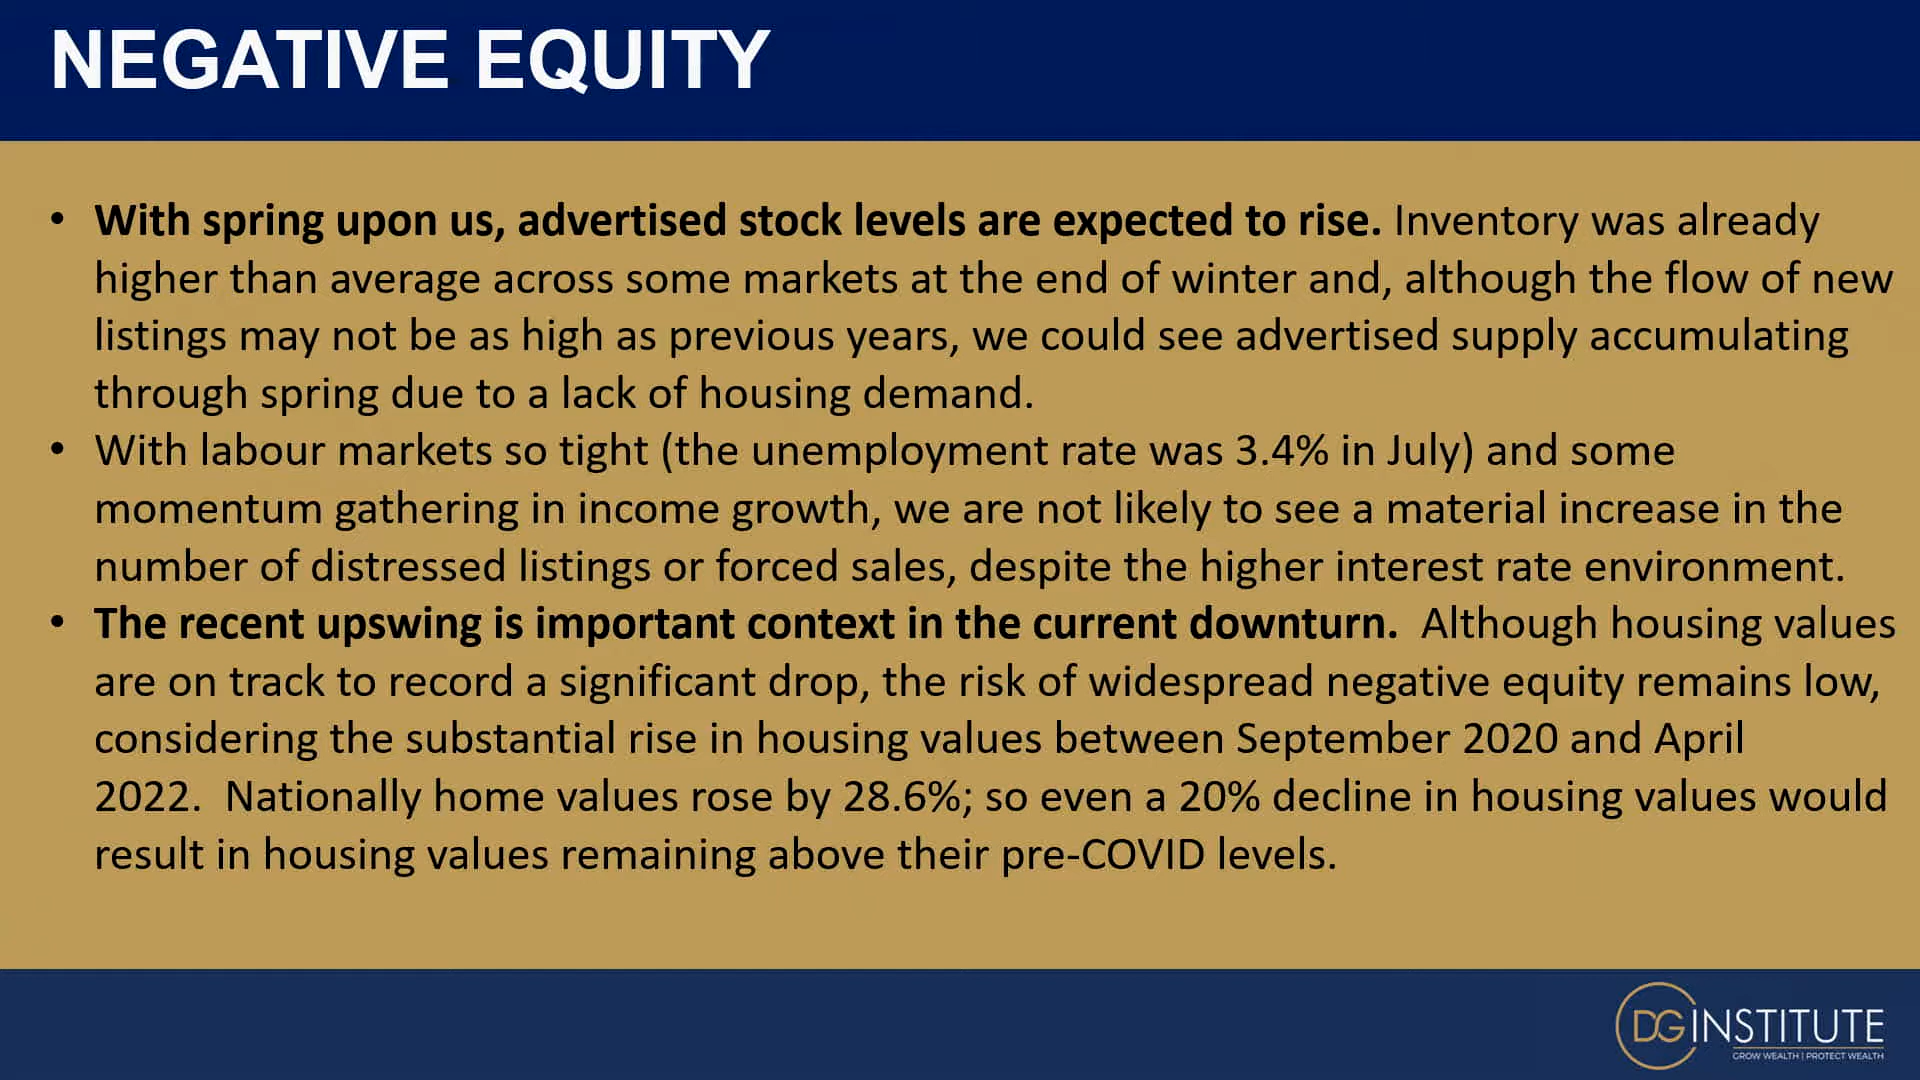 NEGATIVE EQUITY
• With spring upon us, advertised stock levels are expected to rise. Inventory was already
higher than average across some markets at the end of winter and, although the flow of new
listings may not be as high as previous years, we could see advertised supply accumulating
through spring due to a lack of housing demand.
• With labour markets so tight (the unemployment rate was 3.4% in July) and some
momentum gathering in income growth, we are not likely to see a material increase in the
number of distressed listings or forced sales, despite the higher interest rate environment.
• The recent upswing is important context in the current downturn.  Although housing values
are on track to record a significant drop, the risk of widespread negative equity remains low,
considering the substantial rise in housing values between September 2020 and April
2022.  Nationally home values rose by 28.6%; so even a 20% decline in housing values would
result in housing values remaining above their pre-COVID levels.
DG INSTITUTE
GROW WEALTH | PROTECT WEALTH